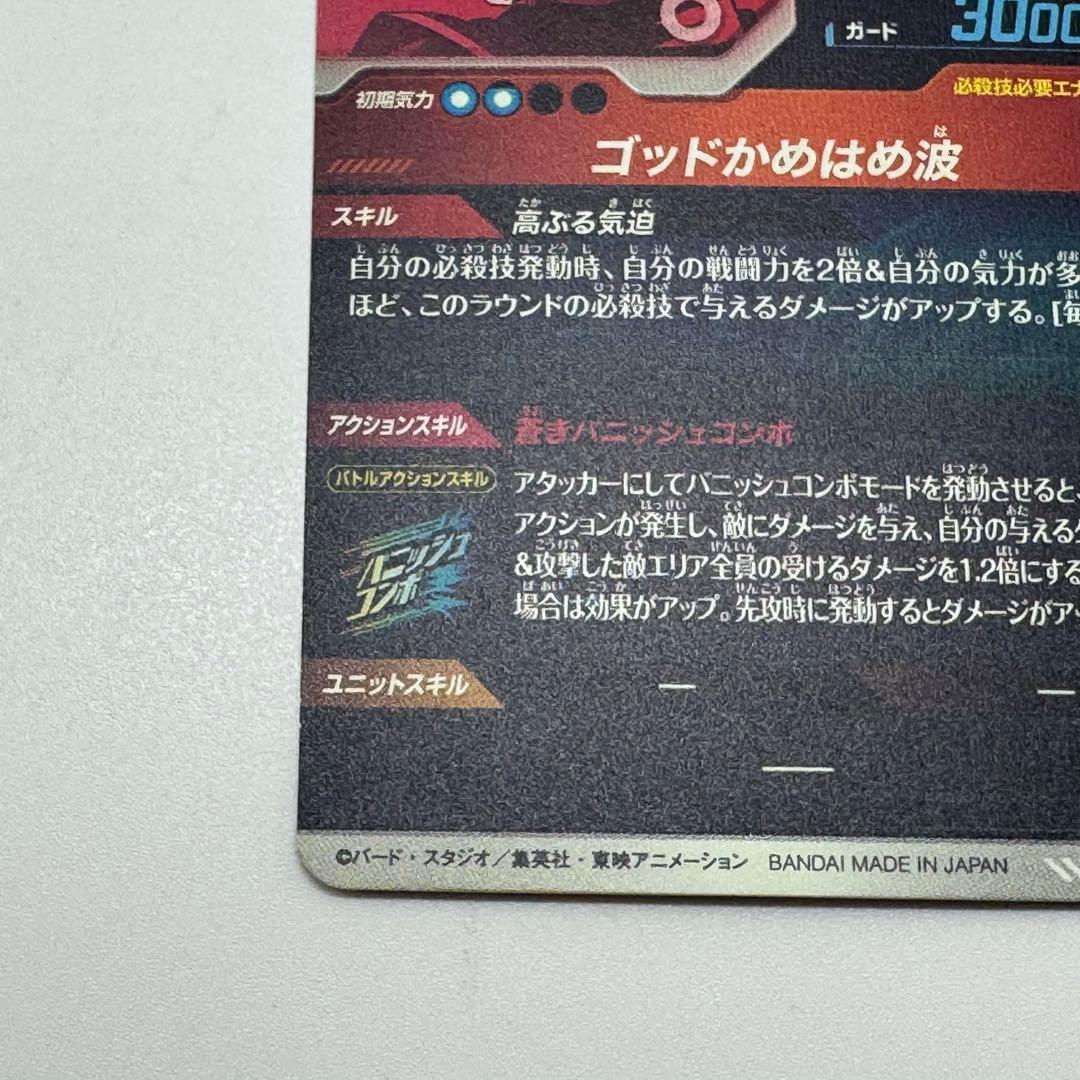 ガード 3000
初期気力
必殺技必要エナ
ゴッドかめはめ波
スキル 高ぶる気迫
自分の必殺技発動時、自分の戦闘力を2倍&自分の気力が多
ほど、このラウンドの必殺技で与えるダメージがアップする。[毎
アクションスキル 蒼きバニッシュコンボ
バトルアクションスキル
アタッカーにしてバニッシュコンボモードを発動させると、
アクションが発生し、敵にダメージを与え、自分の与えるダ
&攻撃した敵エリア全員の受けるダメージを1.2倍にする
場合は効果がアップ。先攻時に発動するとダメージがアッ
バニッシュ
コンボ
ユニットスキル ー ー
ー
©バード・スタジオ/集英社・東映アニメーション BANDAI MADE IN JAPAN